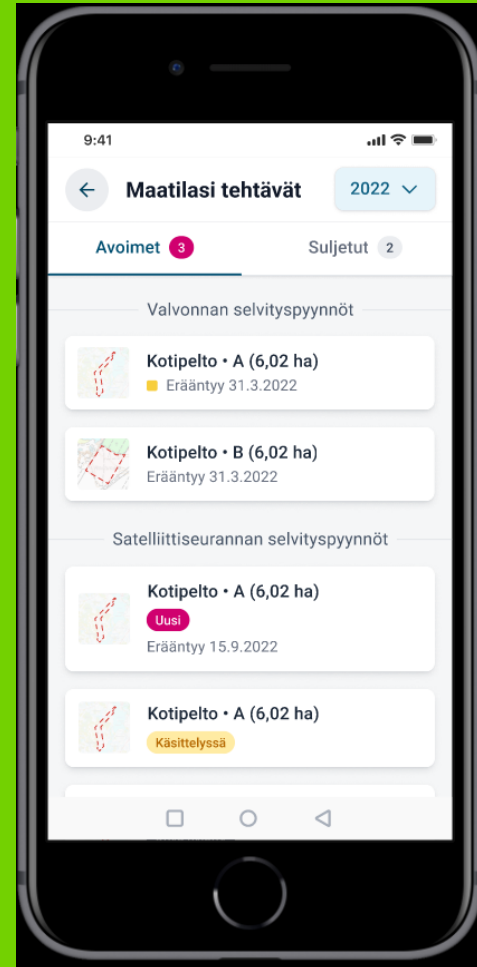 9:41
Maatilasi tehtävät
2022
Avoimet 3
Suljetut 2
Valvonnan selvityspyynnöt
Kotipelto • A (6,02 ha)
Erääntyy 31.3.2022
Kotipelto • B (6,02 ha)
Erääntyy 31.3.2022
Satelliittiseurannan selvityspyynnöt
Kotipelto • A (6,02 ha)
Uusi
Erääntyy 15.9.2022
Kotipelto • A (6,02 ha)
Käsittelyssä